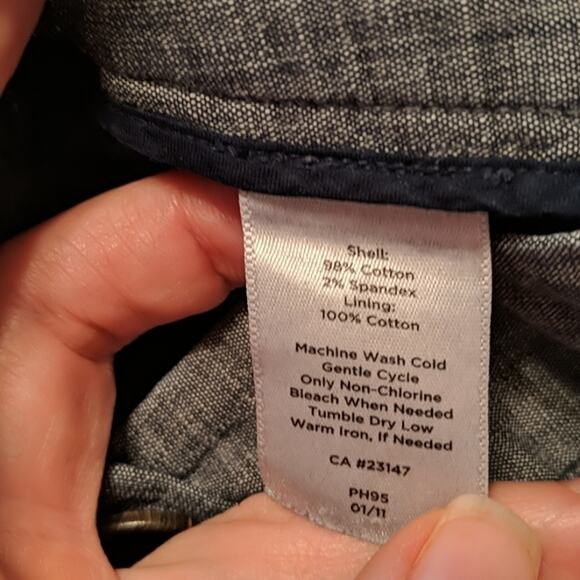 Shell:
98% Cotton
2% Spandex
Lining:
100% Cotton
Machine Wash Cold
Gentle Cycle
Only Non-Chlorine
Bleach When Needed
Tumble Dry Low
Warm Iron, If Needed
CA #23147
PH95
01/11